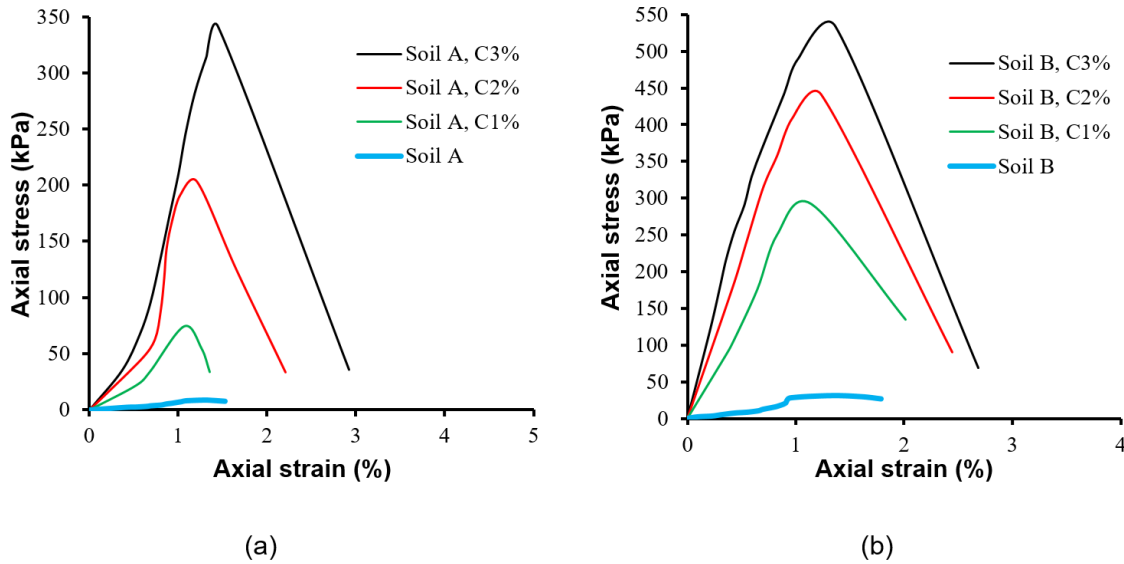 350
300
250
200
150
100
50
0
Axial stress (kPa)
0 1 2 3 4 5
Axial strain (%)
Soil A, C3%
Soil A, C2%
Soil A, C1%
Soil A
(a)
550
500
450
400
350
300
250
200
150
100
50
0
Axial stress (kPa)
0 1 2 3 4
Axial strain (%)
Soil B, C3%
Soil B, C2%
Soil B, C1%
Soil B
(b)